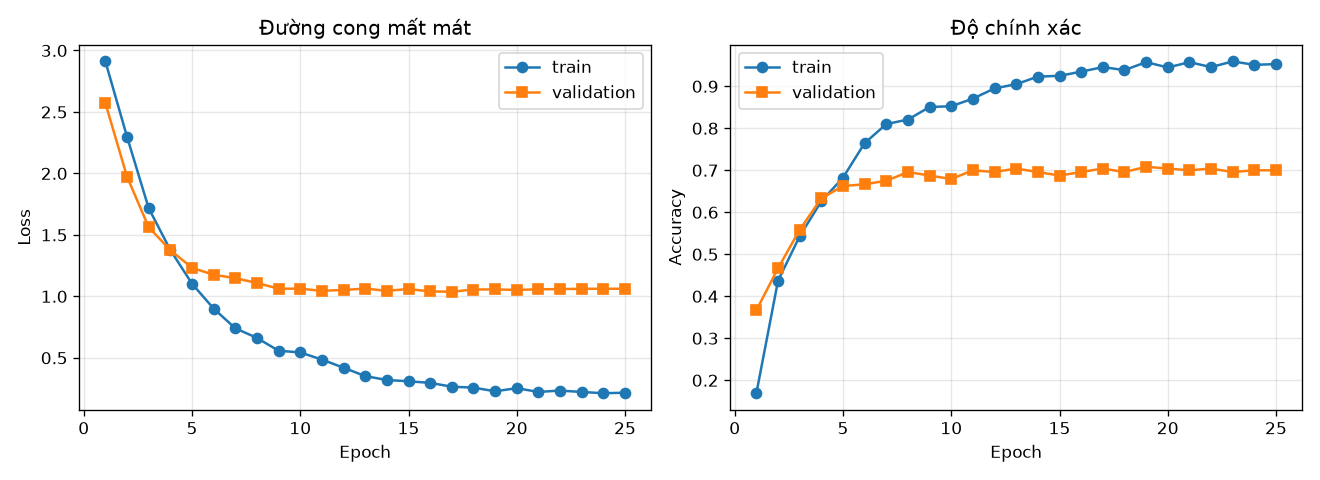 Đường cong mất mát
train
validation
3.0
2.5
2.0
1.5
1.0
0.5
Loss
0 5 10 15 20 25
Epoch
Độ chính xác
train
validation
0.9
0.8
0.7
0.6
0.5
0.4
0.3
0.2
Accuracy
0 5 10 15 20 25
Epoch